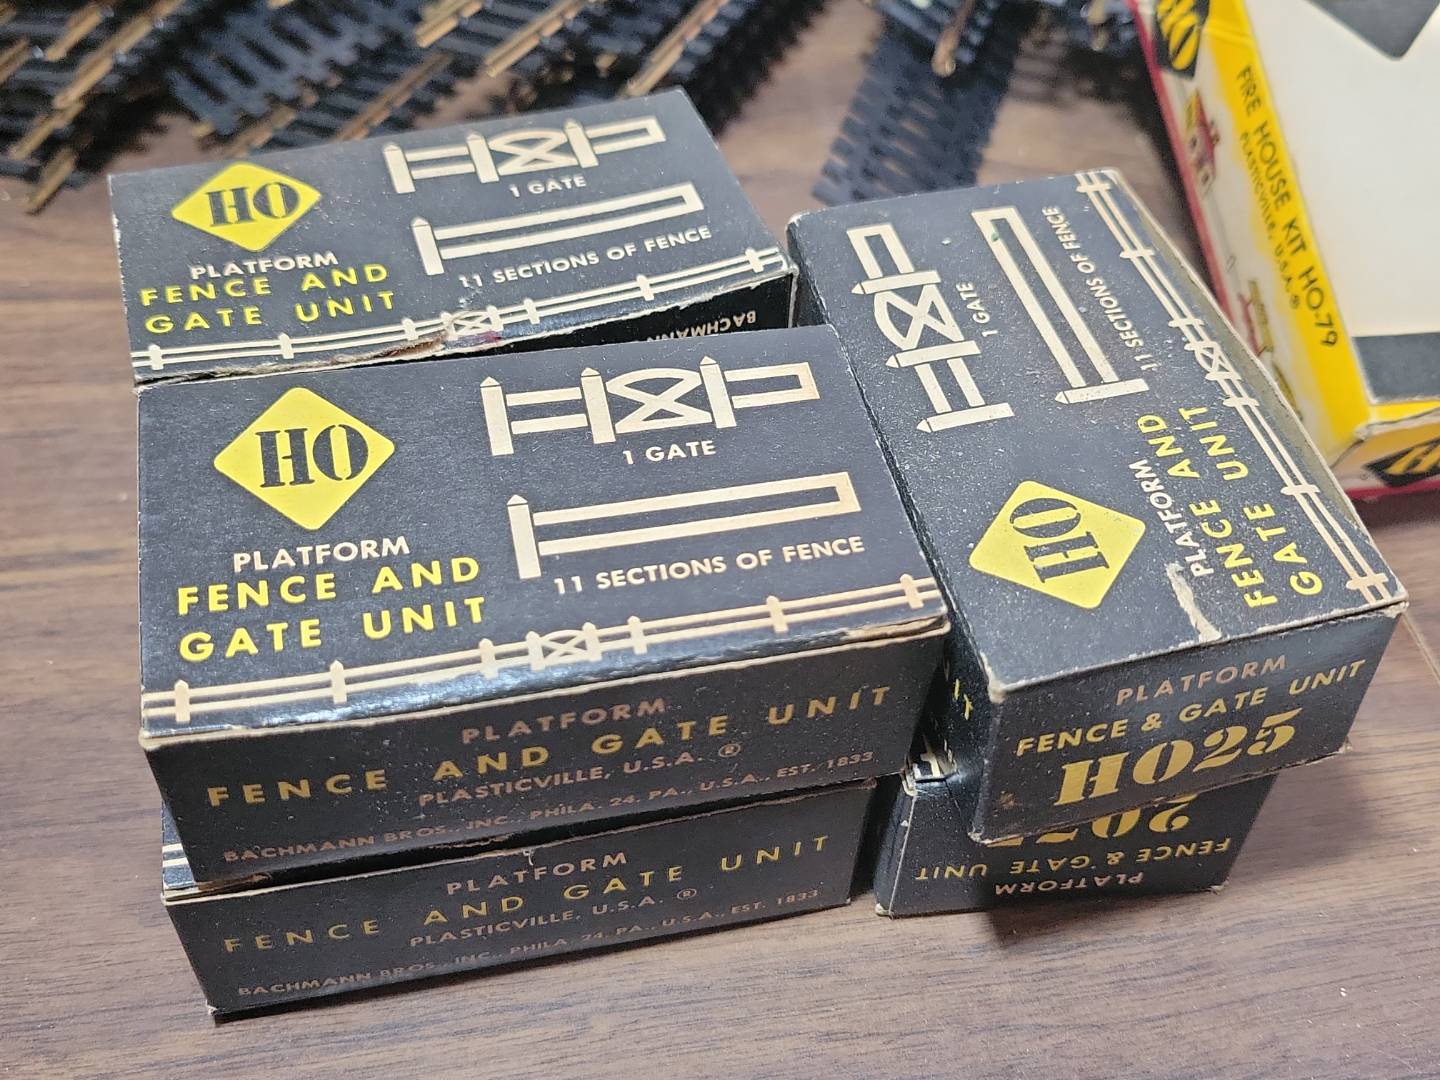 HO
PLATFORM
FENCE AND
GATE UNIT
1 GATE
11 SECTIONS OF FENCE
BACHMANN
HO
PLATFORM
FENCE AND
GATE UNIT
1 GATE
11 SECTIONS OF FENCE
PLATFORM
FENCE AND GATE UNIT
PLASTICVILLE, U.S.A. ®
BACHMANN BROS., INC., PHILA. 24, PA., U.S.A., EST. 1833
PLATFORM
FENCE AND GATE UNIT
PLASTICVILLE, U.S.A. ®
BACHMANN BROS., INC., PHILA. 24, PA., U.S.A., EST. 1833
1 GATE
11 SECTIONS OF FENCE
HO
PLATFORM
FENCE AND
GATE UNIT
PLATFORM
FENCE & GATE UNIT
HO25
PLATFORM
FENCE & GATE UNIT
HO
FIRE HOUSE KIT HO-79
PLASTICVILLE, U.S.A.®